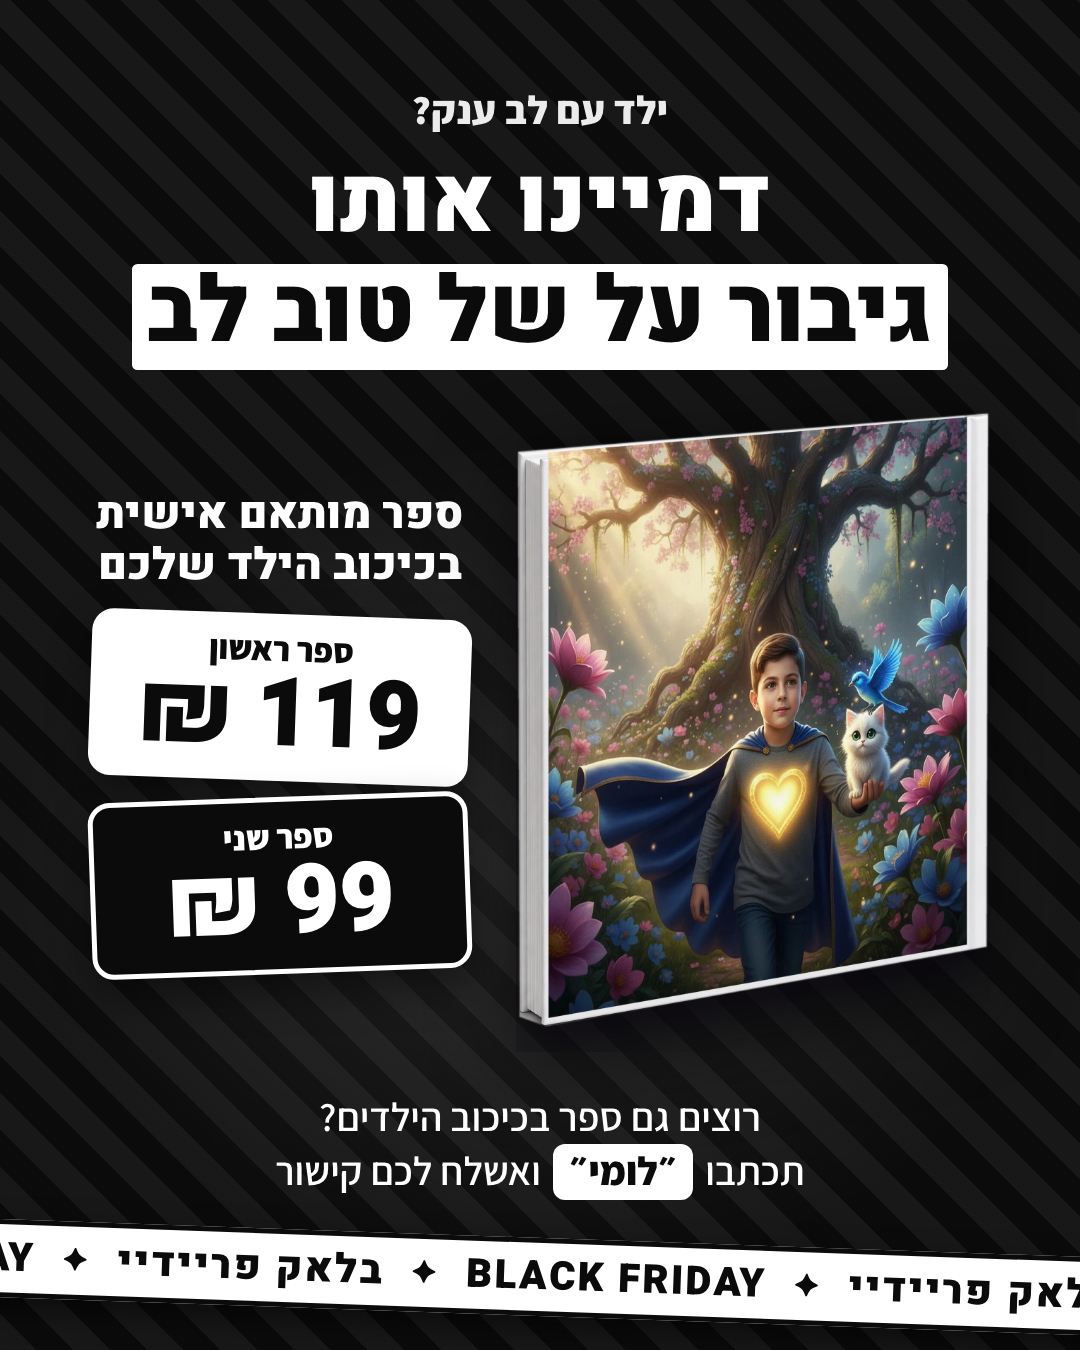 ילד עם לב ענק?
דמיינו אותו
גיבור על של טוב לב
ספר מותאם אישית
בכיכוב הילד שלכם
ספר ראשון
119 ₪
ספר שני
99 ₪
רוצים גם ספר בכיכוב הילדים?
תכתבו ״לומי״ ואשלח לכם קישור
AY ✦ בלאק פריידיי ✦ BLACK FRIDAY ✦ לאק פריידיי